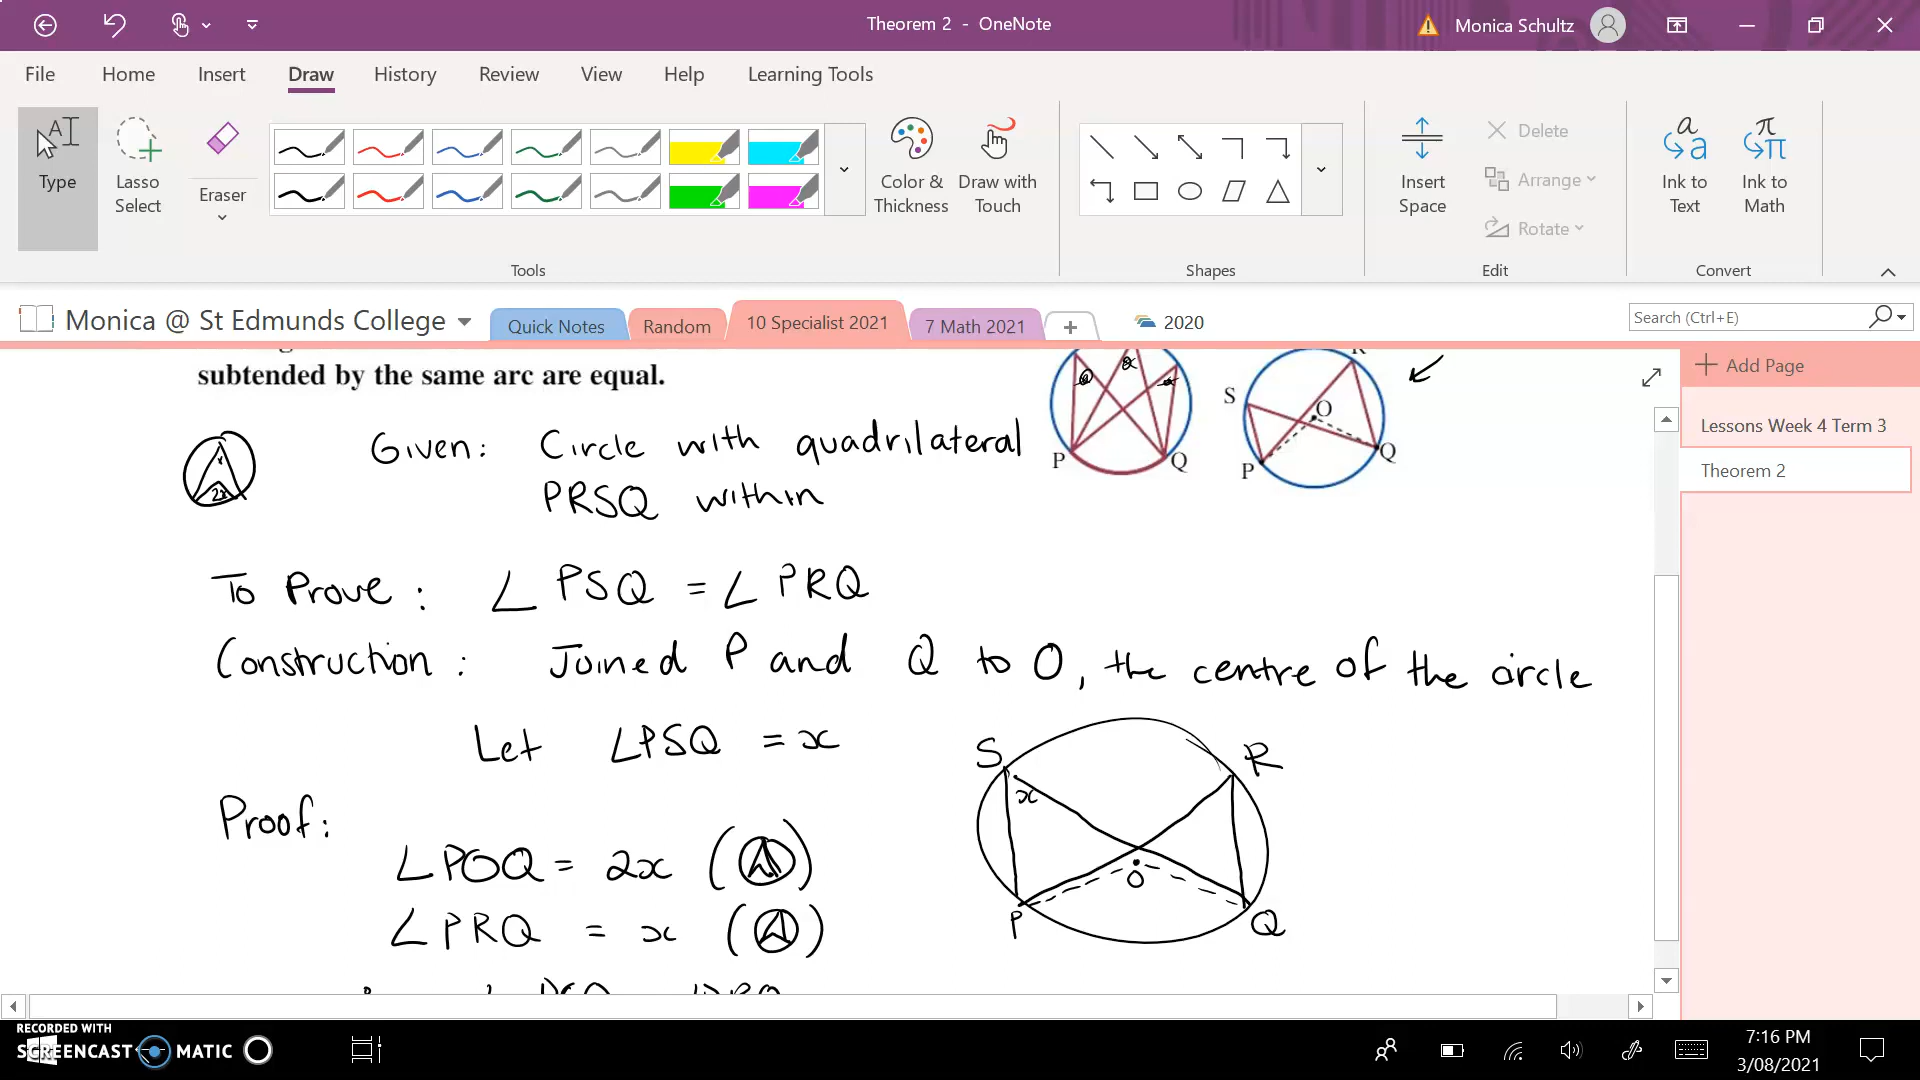 Theorem 2 - OneNote
Monica Schultz
File Home Insert Draw History Review View Help Learning Tools
Type
Lasso Select
Eraser
Color & Thickness
Draw with Touch
Insert Space
Delete
Arrange
Rotate
Ink to Text
Ink to Math
Tools
Shapes
Edit
Convert
Monica @ St Edmunds College
Quick Notes
Random
10 Specialist 2021
7 Math 2021
2020
Search (Ctrl+E)
Add Page
Lessons Week 4 Term 3
Theorem 2
subtended by the same arc are equal.
P
Q
S
R
O
P
Q
x
2x
Given: Circle with quadrilateral
PRSQ within
To Prove: ∠PSQ = ∠PRQ
Construction: Joined P and Q to O, the centre of the circle
Let ∠PSQ = x
S
R
x
O
P
Q
Proof:
∠POQ = 2x
∠PRQ = x
RECORDED WITH
SCREENCAST MATIC
7:16 PM
3/08/2021